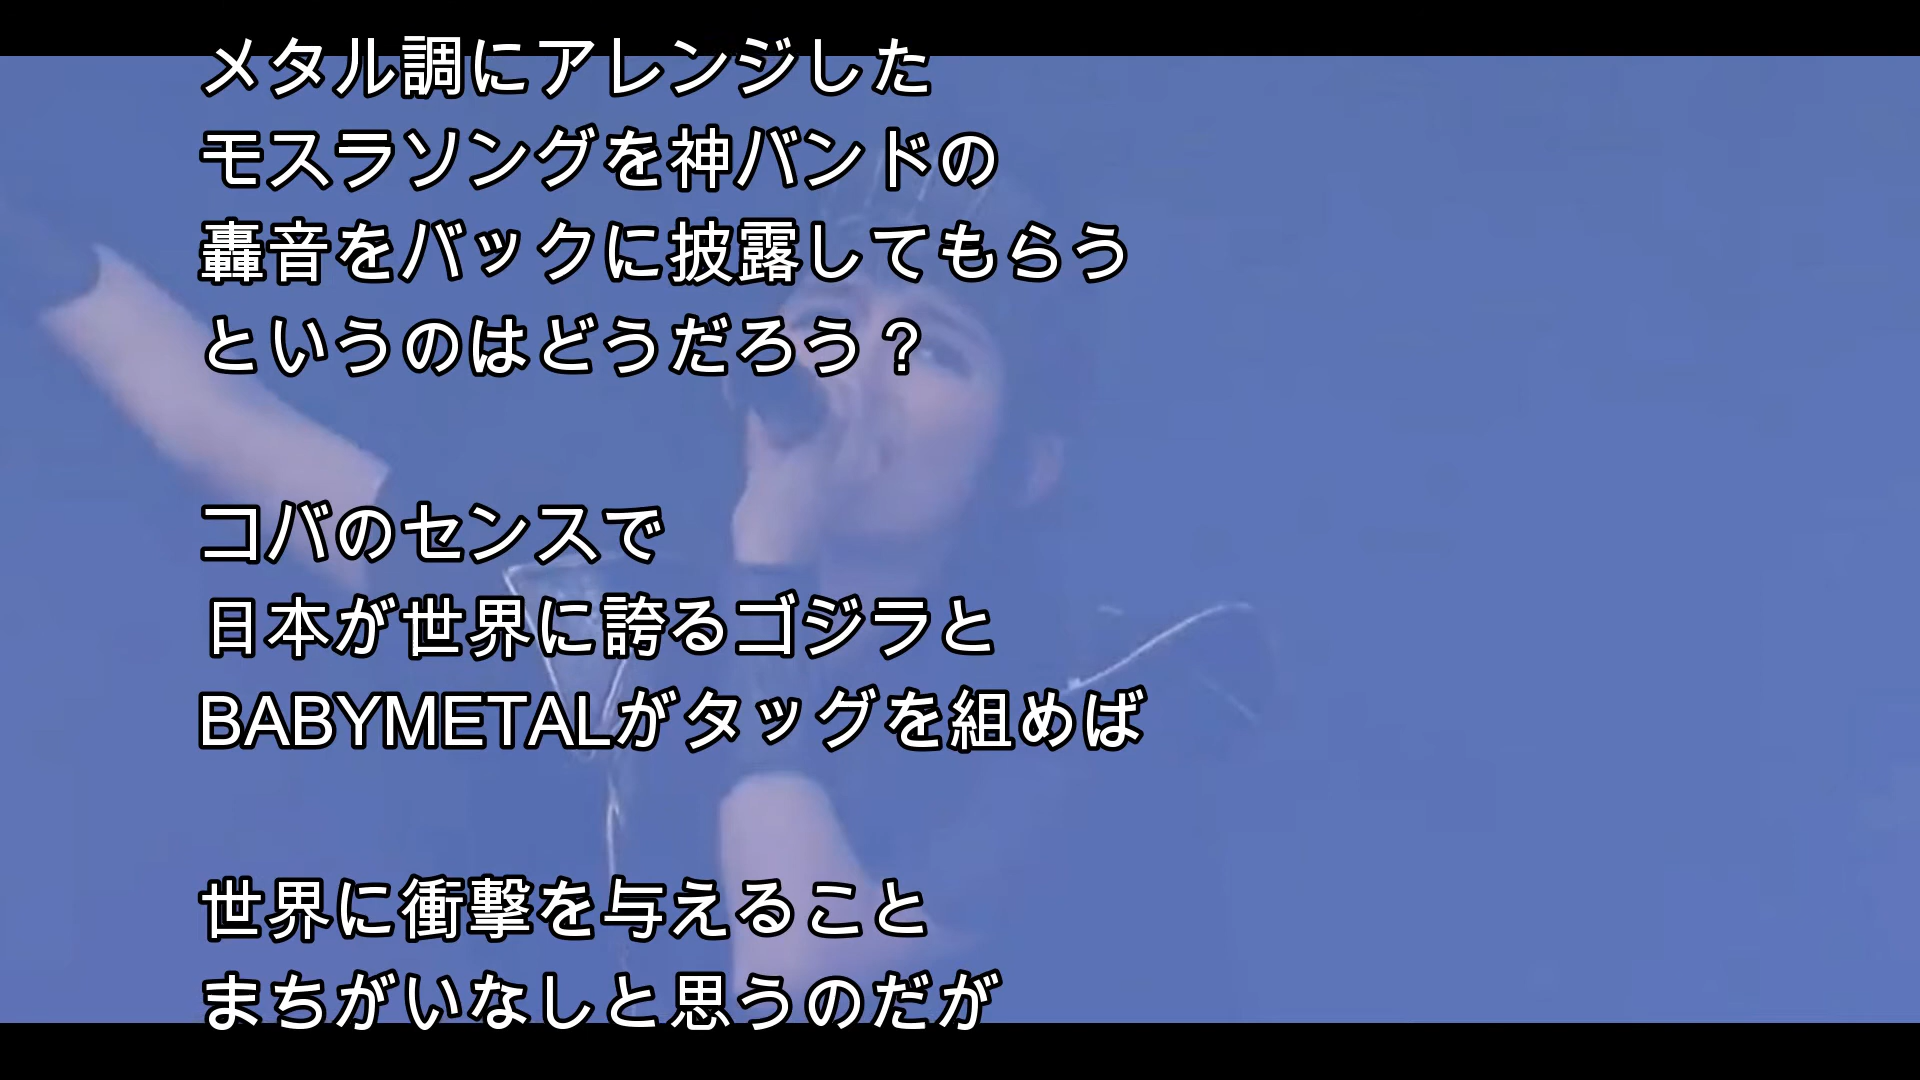 メタル調にアレンジした
モスラソングを神バンドの
轟音をバックに披露してもらう
というのはどうだろう？
コバのセンスで
日本が世界に誇るゴジラと
BABYMETALがタッグを組めば
世界に衝撃を与えること
まちがいなしと思うのだが